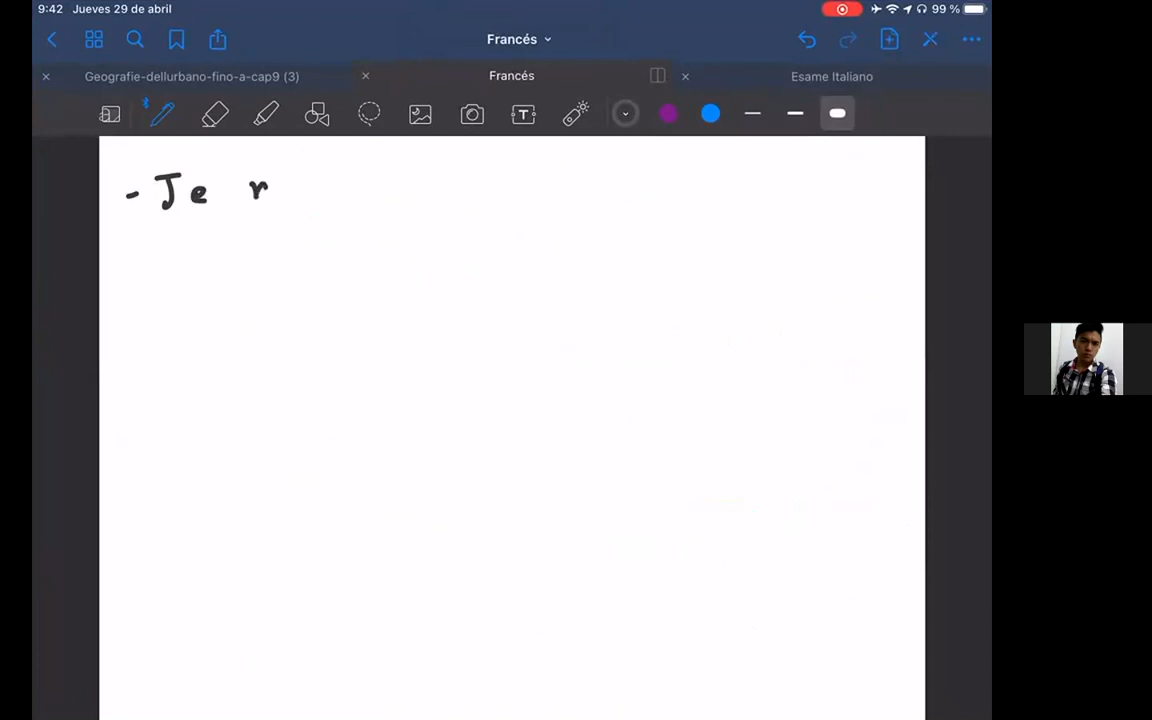 9:42 Jueves 29 de abril 99 %
Francés
Geografie-dellurbano-fino-a-cap9 (3) Francés Esame Italiano
T
- Je r